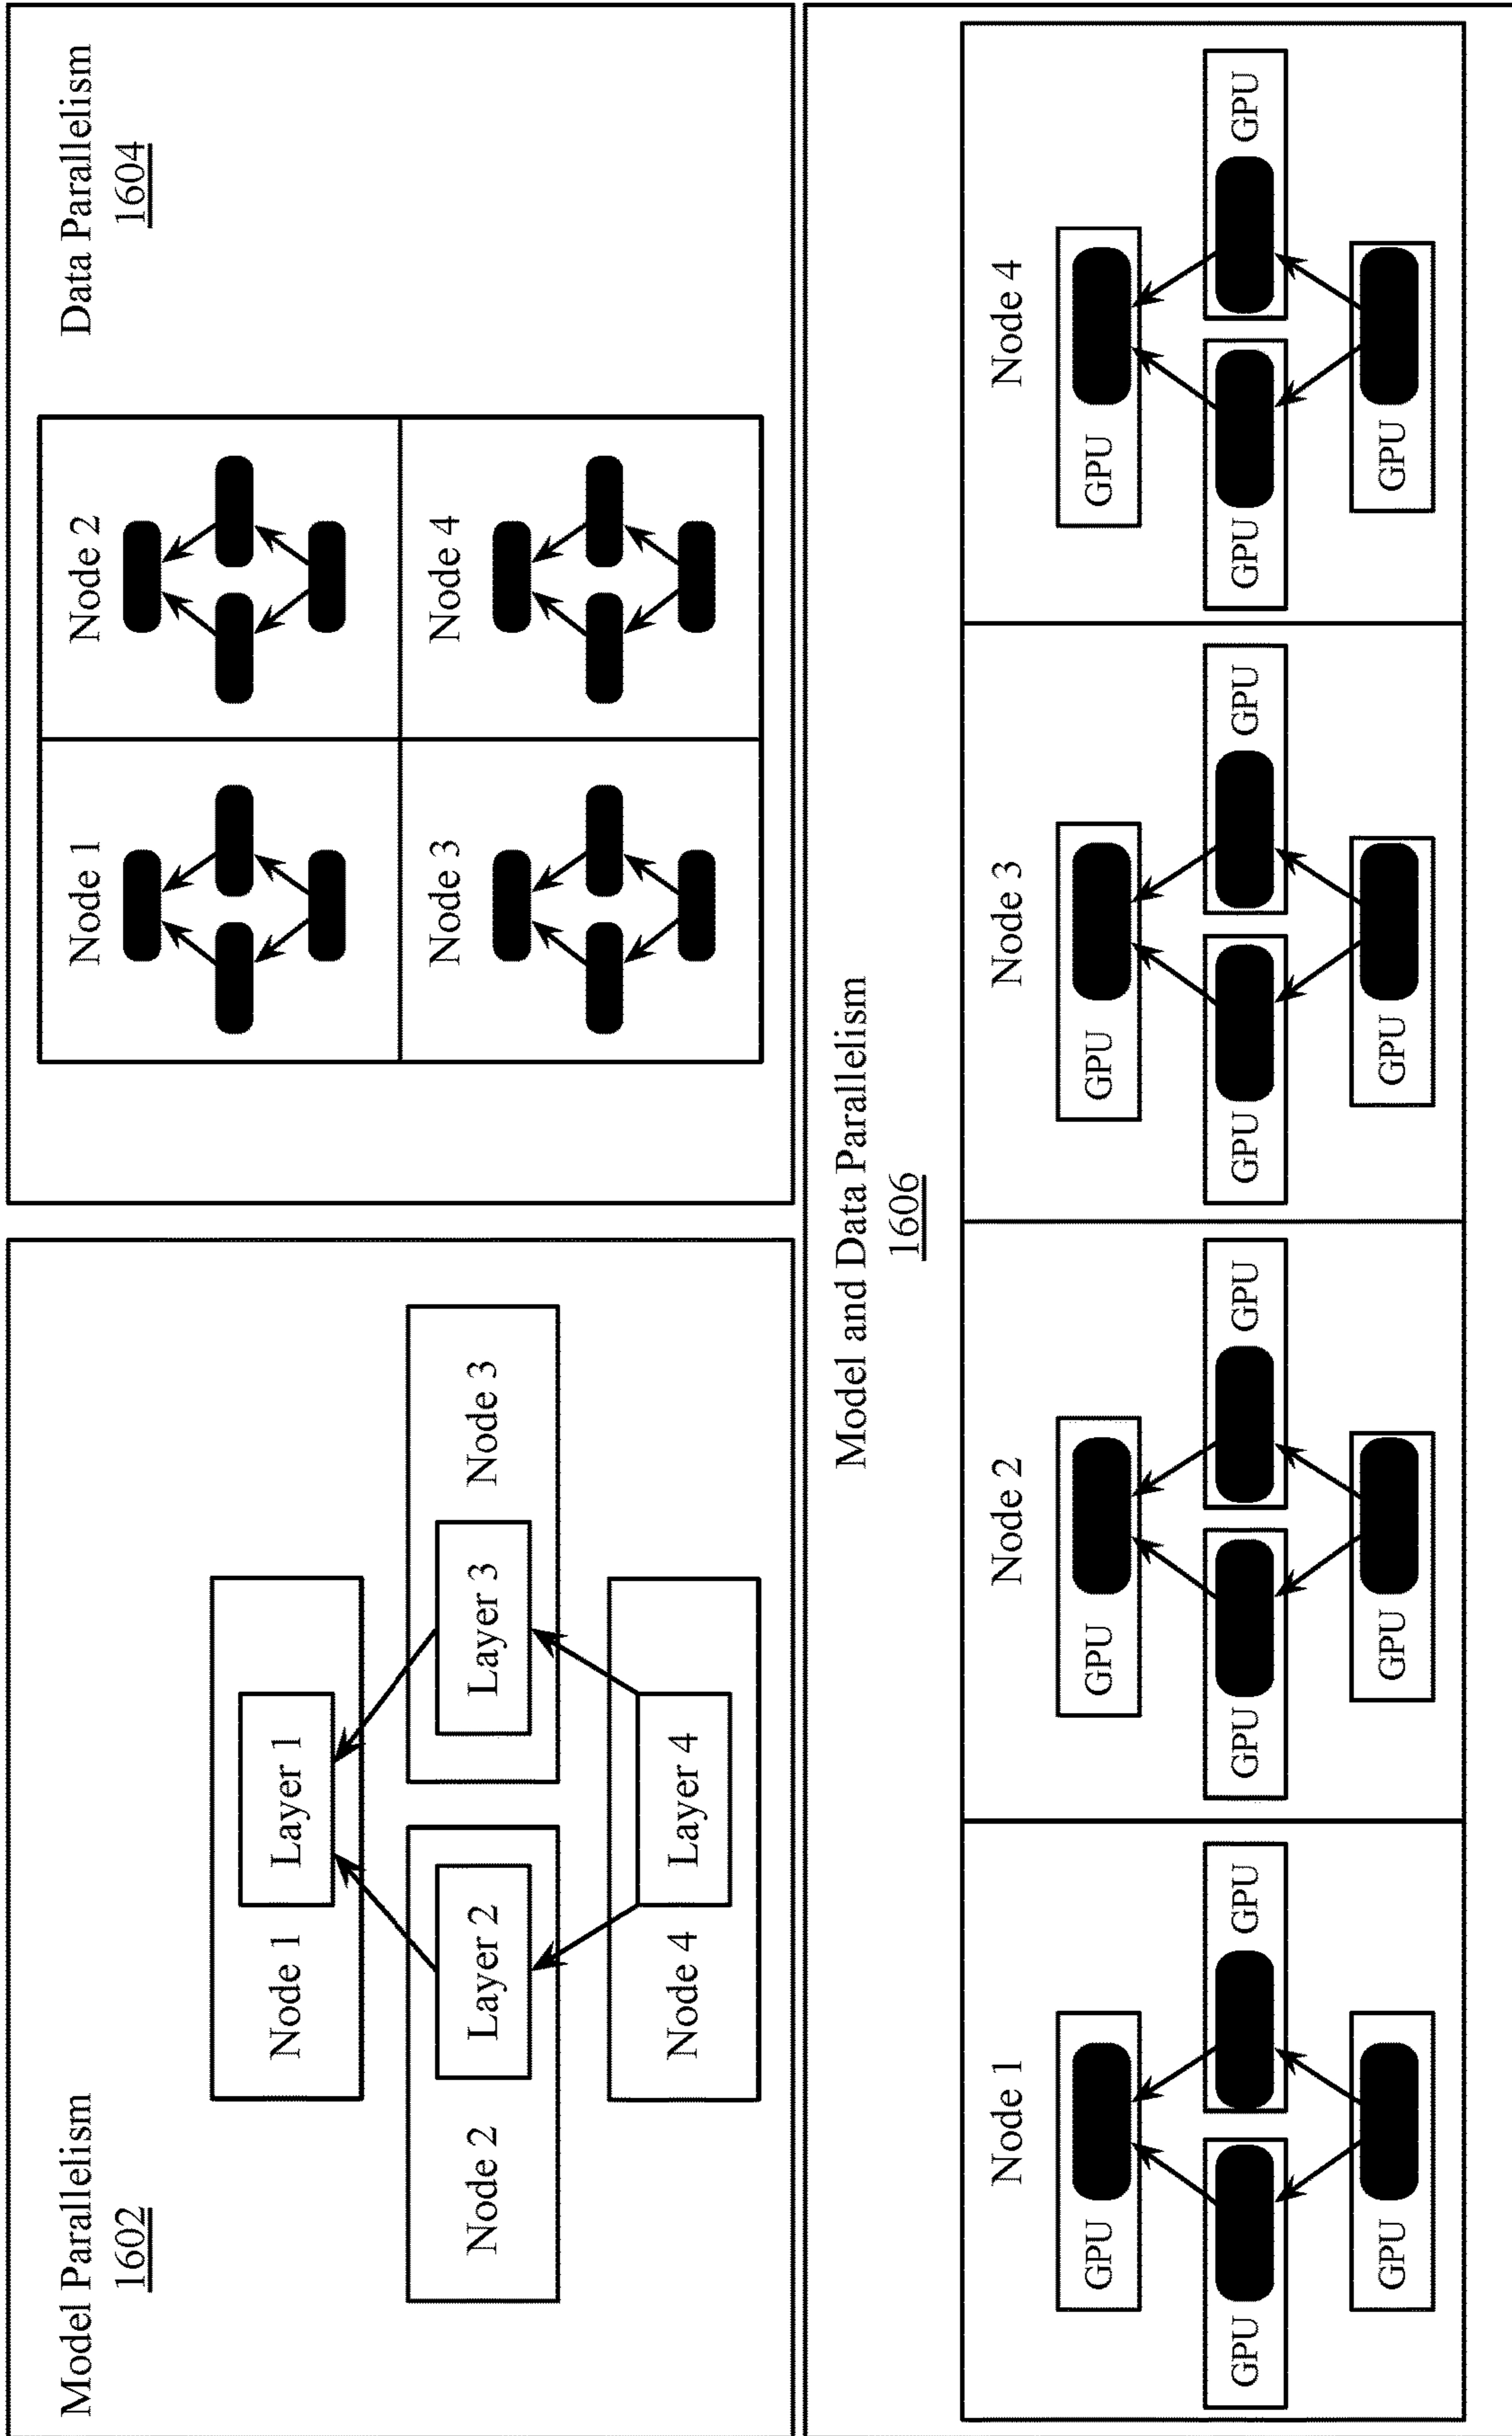 Model Parallelism
1602
Node 1
Layer 1
Node 2
Layer 2
Layer 3
Node 3
Node 4
Layer 4
Data Parallelism
1604
Node 1
Node 2
Node 3
Node 4
Model and Data Parallelism
1606
Node 1
GPU
GPU
GPU
GPU
Node 2
GPU
GPU
GPU
GPU
Node 3
GPU
GPU
GPU
GPU
Node 4
GPU
GPU
GPU
GPU